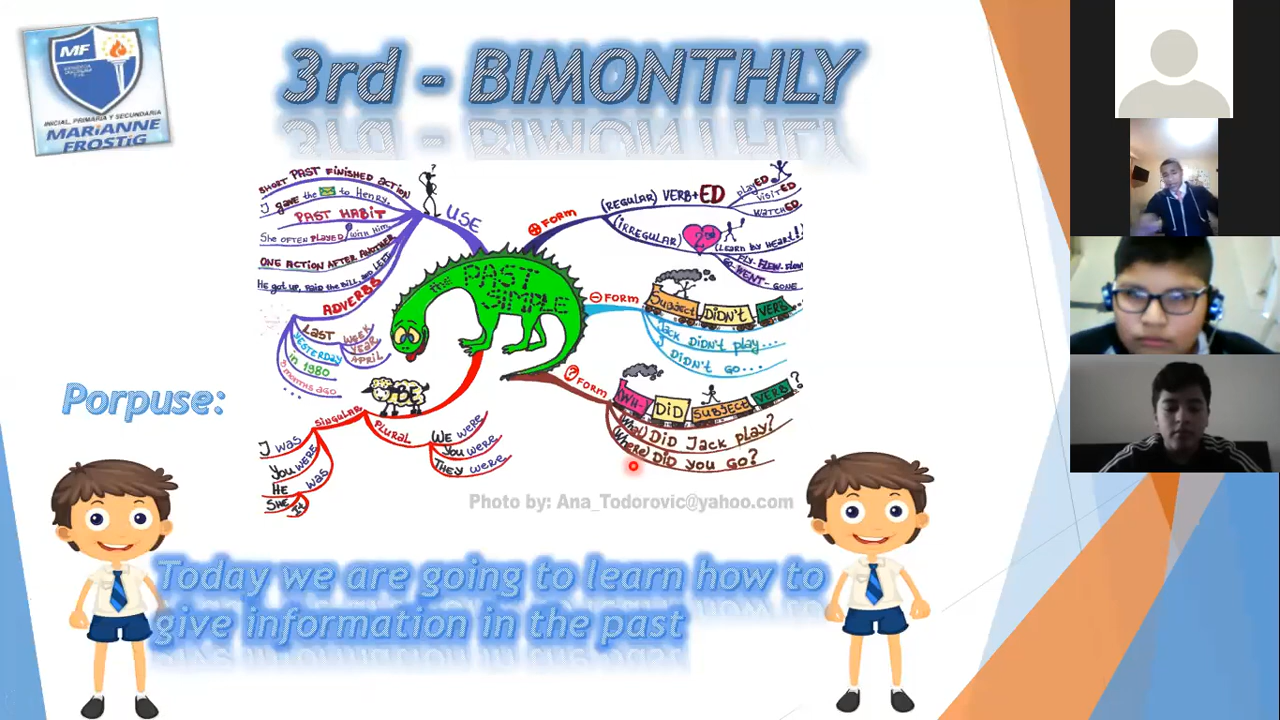 3rd - BIMONTHLY
MF
INICIAL, PRIMARIA Y SECUNDARIA
MARIANNE
FROSTIG
SHORT PAST FINISHED ACTION
I gave the to Henry.
PAST HABIT
She OFTEN PLAYED with him.
ONE ACTION AFTER ANOTHER
He got up, paid the bill, and left
ADVERBS
LAST WEEK
YEAR
APRIL
YESTERDAY
in 1980
3 months ago
...
USE
the PAST
SIMPLE
+ FORM
(REGULAR) VERB+ED
playED
visitED
watchED
(IRREGULAR) 2nd (learn by heart!)
FLY-FLEW-FLOWN
GO-WENT-GONE
- FORM
SUBJECT DIDN'T VERB...
Jack DIDN'T play...
I DIDN'T GO...
? FORM
WH- DID SUBJECT VERB ?
(What) DID Jack play?
(Where) DID you go?
BE
SINGULAR
I was
You were
HE
SHE
IT
was
PLURAL
We were
You were
They were
Photo by: Ana_Todorovic@yahoo.com
Porpuse:
Today we are going to learn how to
give information in the past